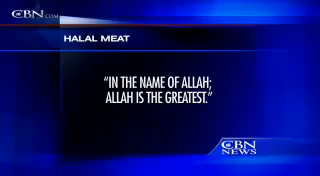 CBN.COM
HALAL MEAT
“IN THE NAME OF ALLAH;
ALLAH IS THE GREATEST.”
CBN
NEWS